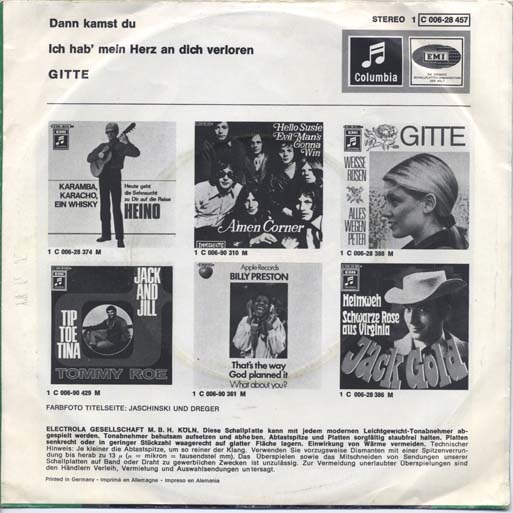 Dann kamst du
STEREO 1 C 006-28 457
Ich hab' mein Herz an dich verloren
GITTE
Columbia
EMI
EMI
KARAMBA,
KARACHO,
EIN WHISKY
Heute geht
die Sehnsucht
zu Dir auf die Reise
HEINO
1 C 006-28 374 M
Hello Susie
Evil Man's
Gonna
Win
Amen Corner
IMMEDIATE
1 C 006-90 310 M
EMI
GITTE
WEISSE
ROSEN
ALLES
WEGEN
PETER
1 C 006-28 388 M
EMI
JACK
AND
JILL
TIP
TOE
TINA
TOMMY ROE
1 C 006-90 429 M
Apple Records
BILLY PRESTON
That's the way
God planned it
What about you?
1 C 006-90 361 M
EMI
Heimweh
Schwarze Rose
aus Virginia
Jack Gold
1 C 006-28 386 M
FARBFOTO TITELSEITE: JASCHINSKI UND DREGER
ELECTROLA GESELLSCHAFT M. B. H. KÖLN. Diese Schallplatte kann mit jedem modernen Leichtgewicht-Tonabnehmer ab-
gespielt werden. Tonabnehmer behutsam aufsetzen und abheben, Abtastspitze und Platten sorgfältig staubfrei halten. Platten
senkrecht oder in geringer Stückzahl waagerecht auf glatter Fläche lagern. Einwirkung von Wärme vermeiden. Technischer
Hinweis: Je kleiner die Abtastspitze, um so reiner der Klang. Verwenden Sie vorzugsweise Diamanten mit einer Spitzenverrun-
dung bis herab zu 13 µ (µ = mikron = tausendstel mm). Das Überspielen sowie das Mitschneiden von Sendungen unserer
Schallplatten auf Band oder Draht zu gewerblichen Zwecken ist unzulässig. Zur Vermeidung unerlaubter Überspielungen sind
den Händlern Verleih, Vermietung und Auswahlsendungen untersagt.
Printed in Germany - Imprimé en Allemagne - Impreso en Alemania